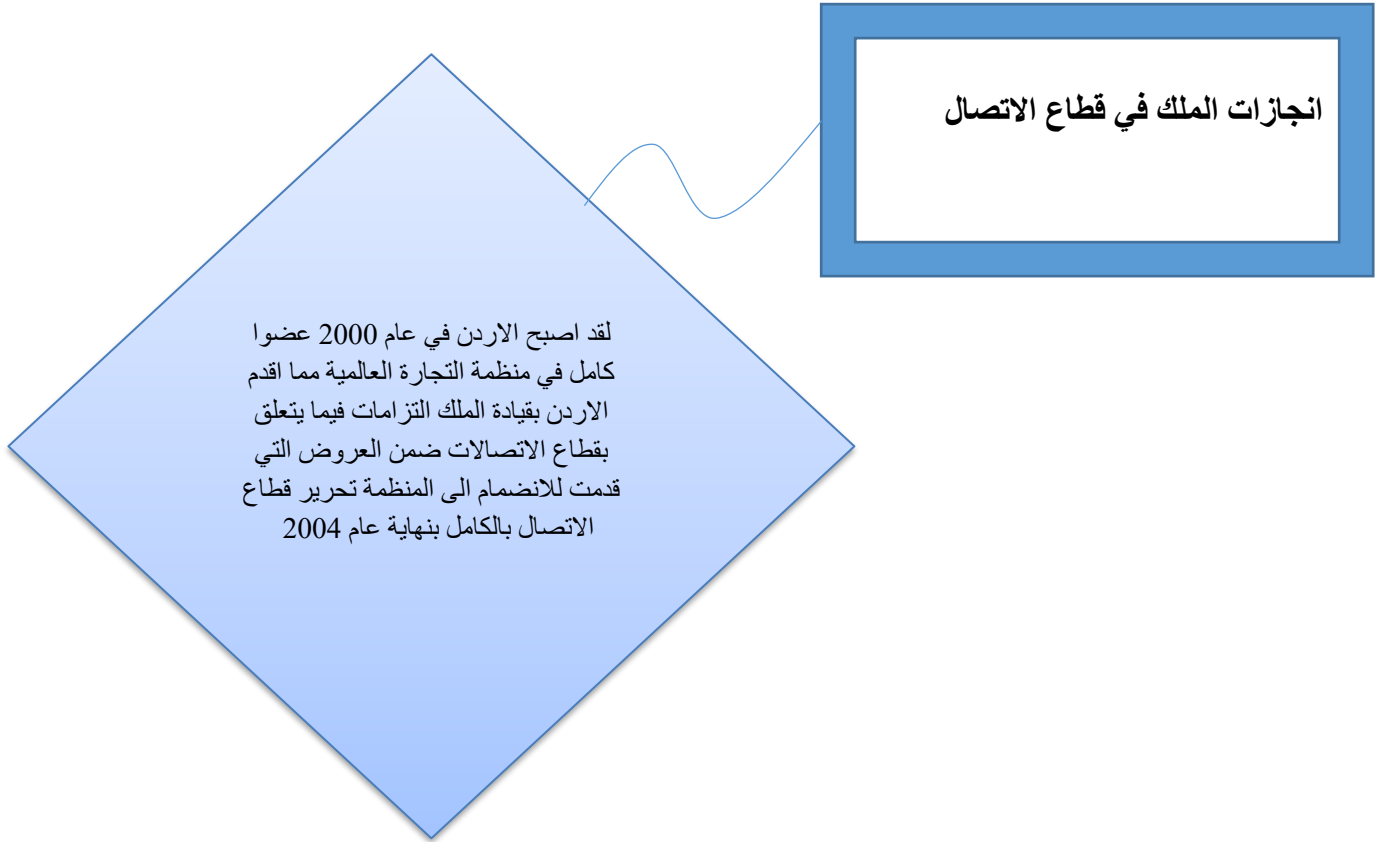 انجازات الملك في قطاع الاتصال
لقد اصبح الاردن في عام 2000 عضوا
كامل في منظمة التجارة العالمية مما اقدم
الاردن بقيادة الملك التزامات فيما يتعلق
بقطاع الاتصالات ضمن العروض التي
قدمت للانضمام الى المنظمة تحرير قطاع
الاتصال بالكامل بنهاية عام 2004